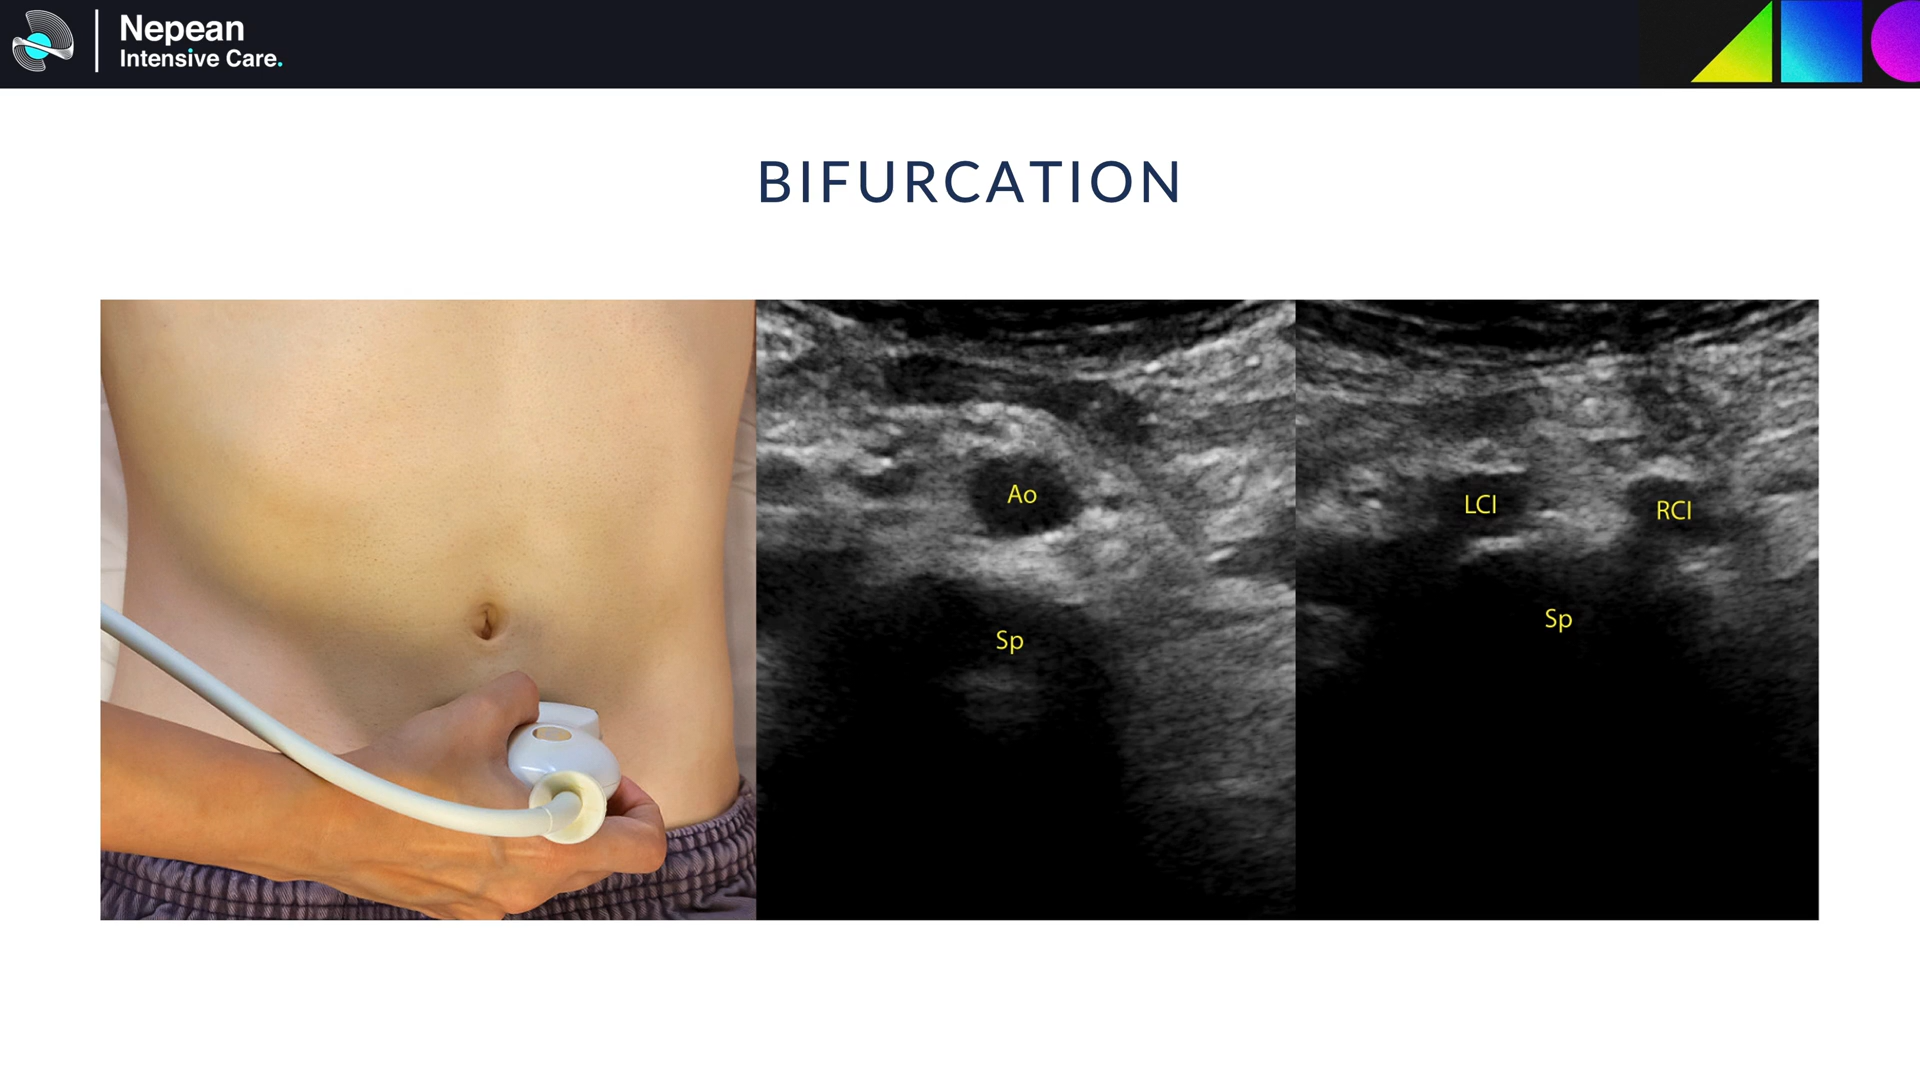 Nepean
Intensive Care.
BIFURCATION
Ao
Sp
LCI
RCI
Sp